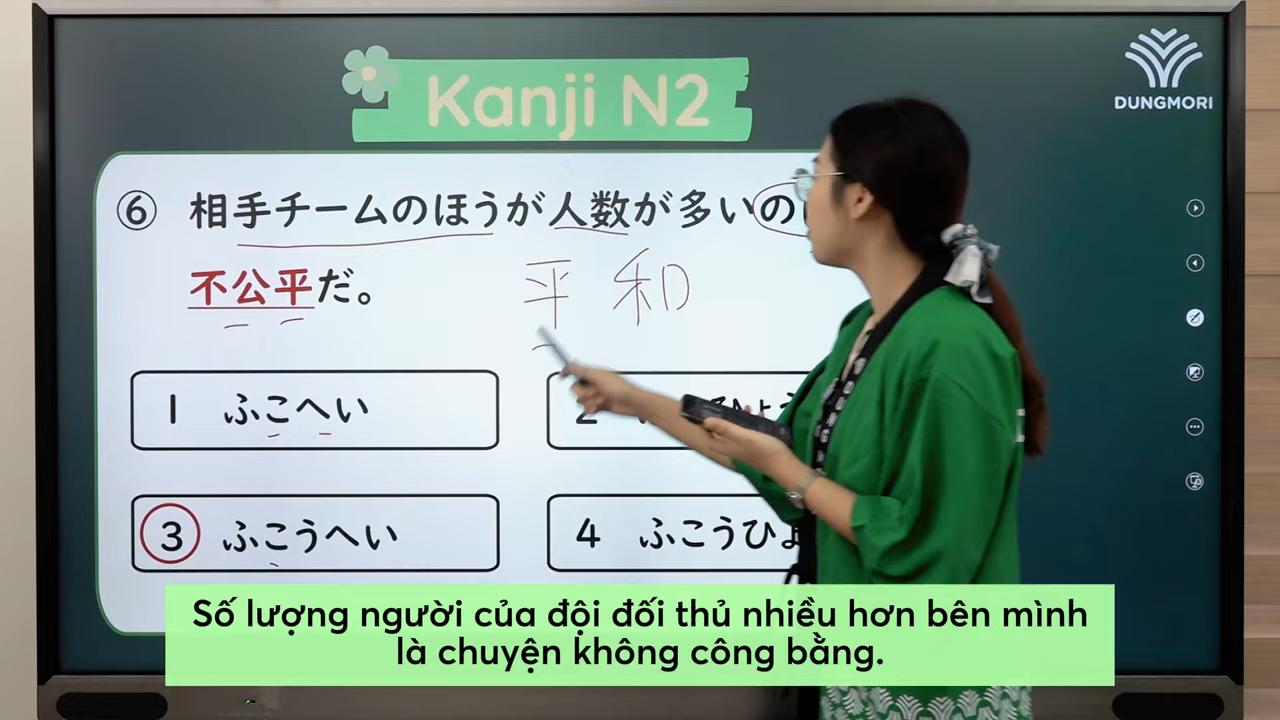 Kanji N2
DUNGMORI
⑥ 相手チームのほうが人数が多いの
不公平だ。
平 和
1 ふこへい
2
3 ふこうへい
4 ふこうひょ
Số lượng người của đội đối thủ nhiều hơn bên mình
là chuyện không công bằng.